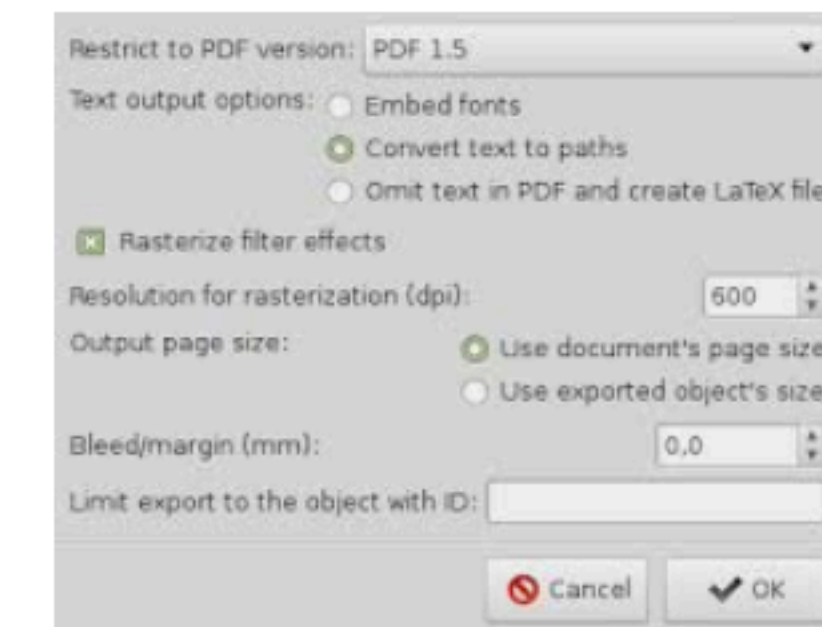 Restrict to PDF version: PDF 1.5
Text output options: Embed fonts
Convert text to paths
Omit text in PDF and create LaTeX file
Rasterize filter effects
Resolution for rasterization (dpi): 600
Output page size: Use document's page size
Use exported object's size
Bleed/margin (mm): 0,0
Limit export to the object with ID:
Cancel OK